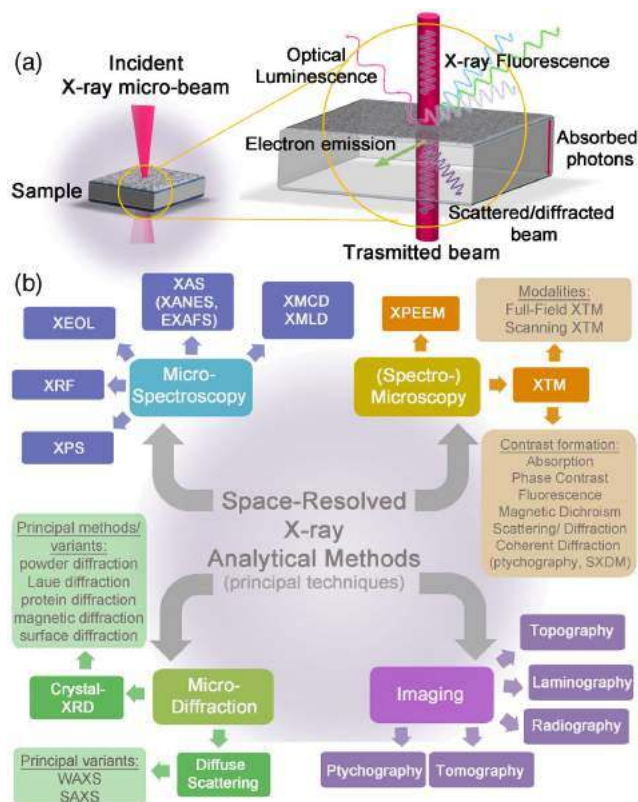 (a)
Incident
X-ray micro-beam
Sample
Optical
Luminescence
X-ray Fluorescence
Electron emission
Absorbed
photons
Scattered/diffracted
beam
Trasmitted beam
(b)
XEOL
XAS
(XANES,
EXAFS)
XMCD
XMLD
XRF
Micro-
Spectroscopy
XPS
XPEEM
(Spectro-)
Microscopy
XTM
Modalities:
Full-Field XTM
Scanning XTM
Contrast formation:
Absorption
Phase Contrast
Fluorescence
Magnetic Dichroism
Scattering/ Diffraction
Coherent Diffraction
(ptychography, SXDM)
Space-Resolved
X-ray
Analytical Methods
(principal techniques)
Principal methods/
variants:
powder diffraction
Laue diffraction
protein diffraction
magnetic diffraction
surface diffraction
Crystal-
XRD
Micro-
Diffraction
Principal variants:
WAXS
SAXS
Diffuse
Scattering
Imaging
Topography
Laminography
Radiography
Ptychography
Tomography